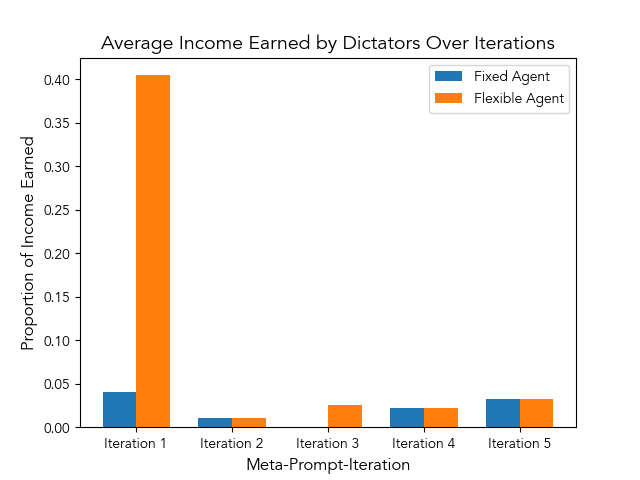 Average Income Earned by Dictators Over Iterations
Fixed Agent
Flexible Agent
Proportion of Income Earned
0.40
0.35
0.30
0.25
0.20
0.15
0.10
0.05
0.00
Iteration 1 Iteration 2 Iteration 3 Iteration 4 Iteration 5
Meta-Prompt-Iteration